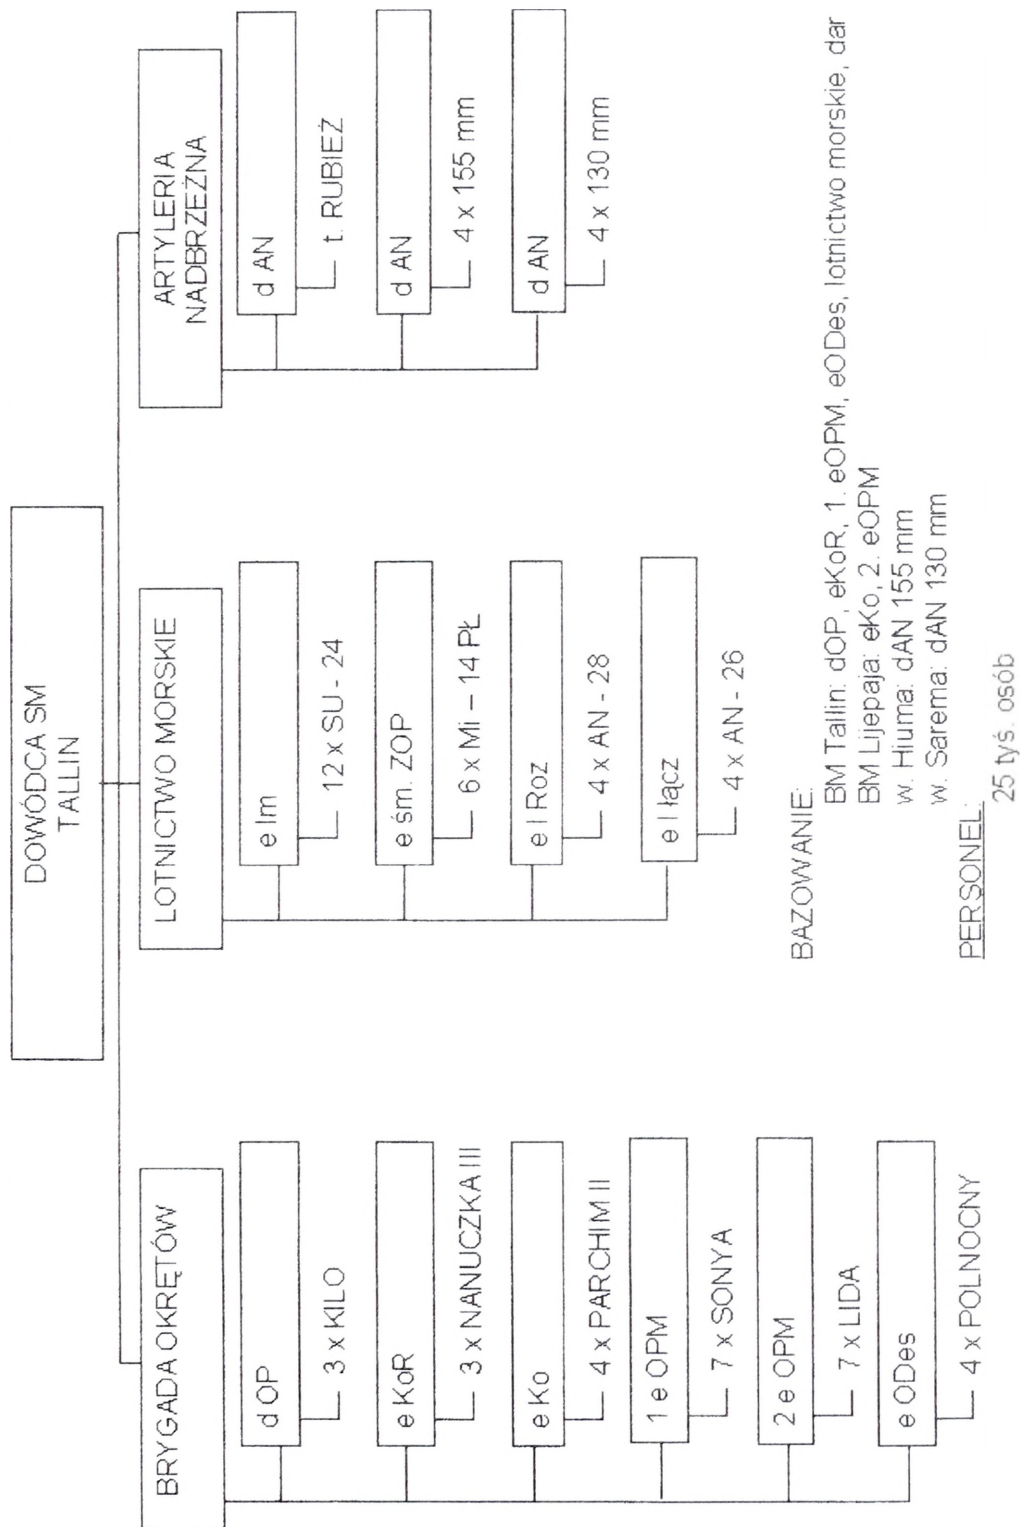 DOWÓDCA SM
TALLIN
BRYGADA OKRĘTÓW
d OP
3 x KILO
e KoR
3 x NANUCZKA III
e Ko
4 x PARCHIM II
1 e OPM
7 x SONYA
2 e OPM
7 x LIDA
e ODes
4 x POLNOCNY
LOTNICTWO MORSKIE
e lm
12 x SU - 24
e śm. ZOP
6 x Mi – 14 PŁ
e l Roz
4 x AN - 28
e l łącz
4 x AN - 26
ARTYLERIA
NADBRZEŻNA
d AN
t. RUBIEŻ
d AN
4 x 155 mm
d AN
4 x 130 mm
BAZOWANIE:
BM Tallin: dOP, eKoR, 1. eOPM, eODes, lotnictwo morskie, dar
BM Lijepaja: eKo, 2. eOPM
w. Hiuma: dAN 155 mm
w. Sarema: dAN 130 mm
PERSONEL:
25 tyś. osób